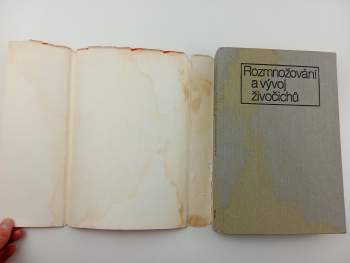 Rozmnožování
a vývoj
živočichů